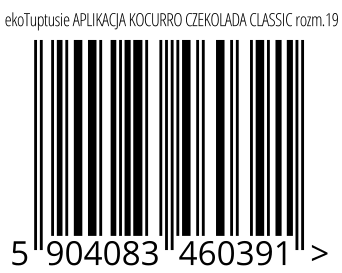 ekoTuptusie APLIKACJA KOCURRO CZEKOLADA CLASSIC rozm.19
5 904083 460391 >